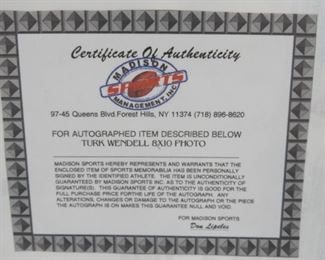 Certificate Of Authenticity
MADISON
SPORTS
MANAGEMENT, INC
97-45 Queens Blvd. Forest Hills, NY 11374 (718) 896-8620
FOR AUTOGRAPHED ITEM DESCRIBED BELOW
TURK WENDELL 8X10 PHOTO
MADISON SPORTS HEREBY REPRESENTS AND WARRANTS THAT THE
ENCLOSED ITEM OF SPORTS MEMORABILIA HAS BEEN PERSONALLY
SIGNED BY THE IDENTIFIED ATHLETE. THE ITEM IS UNCONDITIONALLY
GUARANTEED BY MADISON SPORTS INC. AS TO THE AUTHENTICITY OF
SIGNATURE(S). THIS GUARANTEE OF AUTHENTICITY IS GOOD FOR THE
FULL PURCHASE PRICE FOR THE LIFE OF THE AUTOGRAPH. ANY
ALTERATIONS, CHANGES OR DAMAGE TO THE AUTOGRAPH OR THE PIECE
THE AUTOGRAPH IS ON MAKES THIS GUARANTEE NULL AND VOID.
FOR MADISON SPORTS
Don